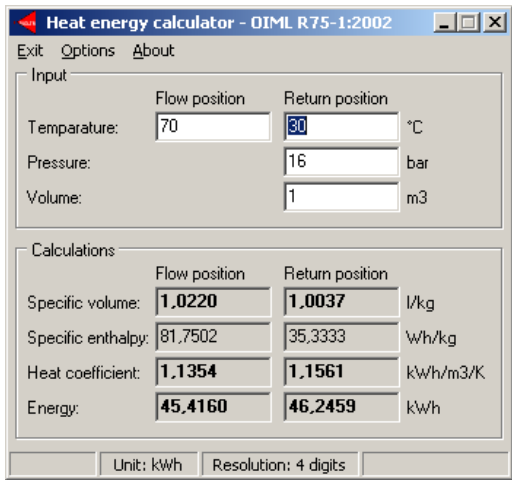 Heat energy calculator - OIML R75-1:2002
Exit Options About
Input
Flow position Return position
Temparature: 70 30 °C
Pressure: 16 bar
Volume: 1 m3
Calculations
Flow position Return position
Specific volume: 1,0220 1,0037 l/kg
Specific enthalpy: 81,7502 35,3333 Wh/kg
Heat coefficient: 1,1354 1,1561 kWh/m3/K
Energy: 45,4160 46,2459 kWh
Unit: kWh Resolution: 4 digits